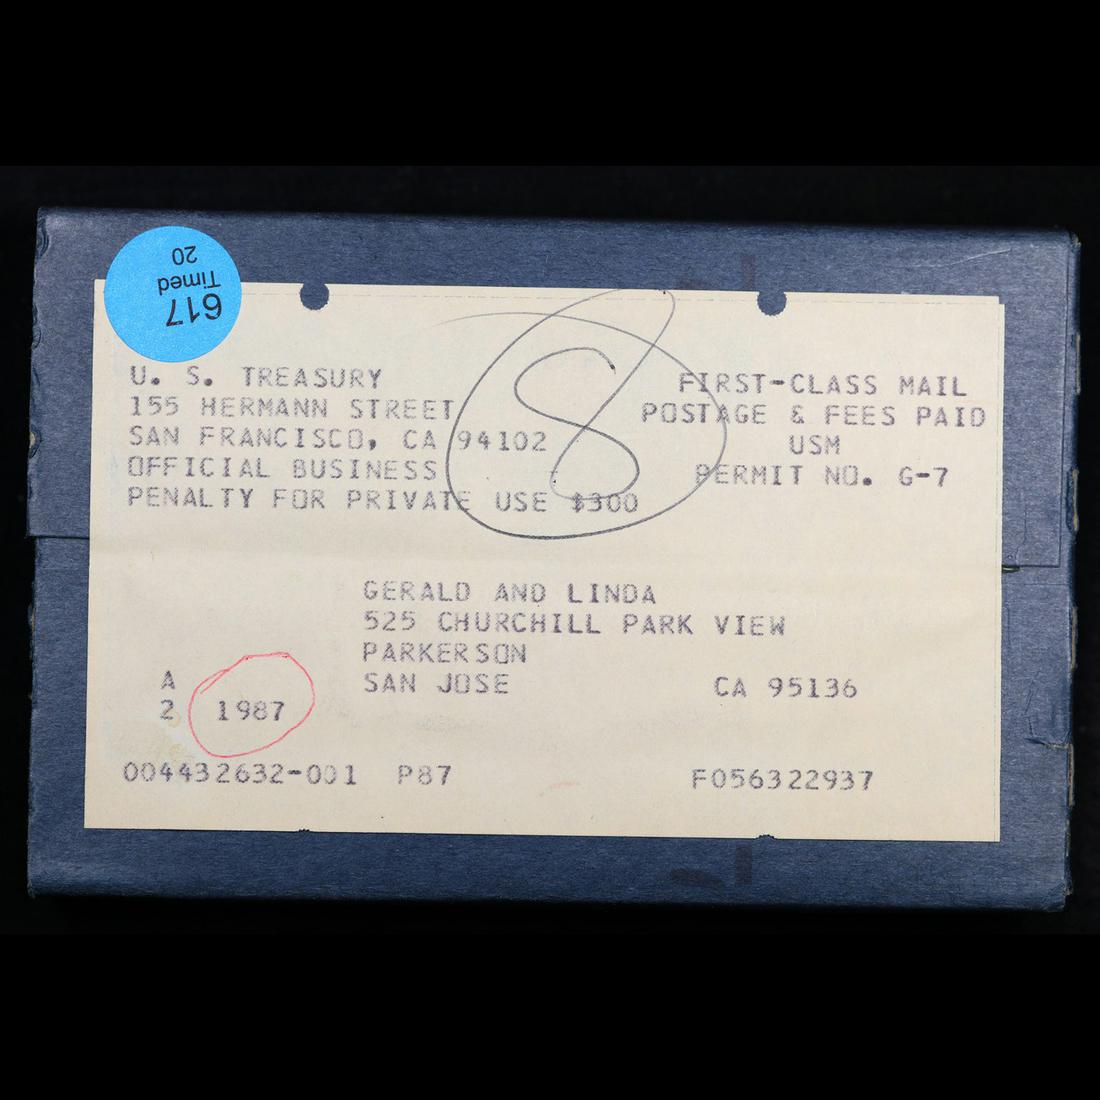 617
Timed
20
U. S. TREASURY
155 HERMANN STREET
SAN FRANCISCO, CA 94102
OFFICIAL BUSINESS
PENALTY FOR PRIVATE USE $300
8
FIRST-CLASS MAIL
POSTAGE & FEES PAID
USM
PERMIT NO. G-7
GERALD AND LINDA
525 CHURCHILL PARK VIEW
PARKERSON
SAN JOSE CA 95136
A
2 1987
004432632-001 P87 F056322937